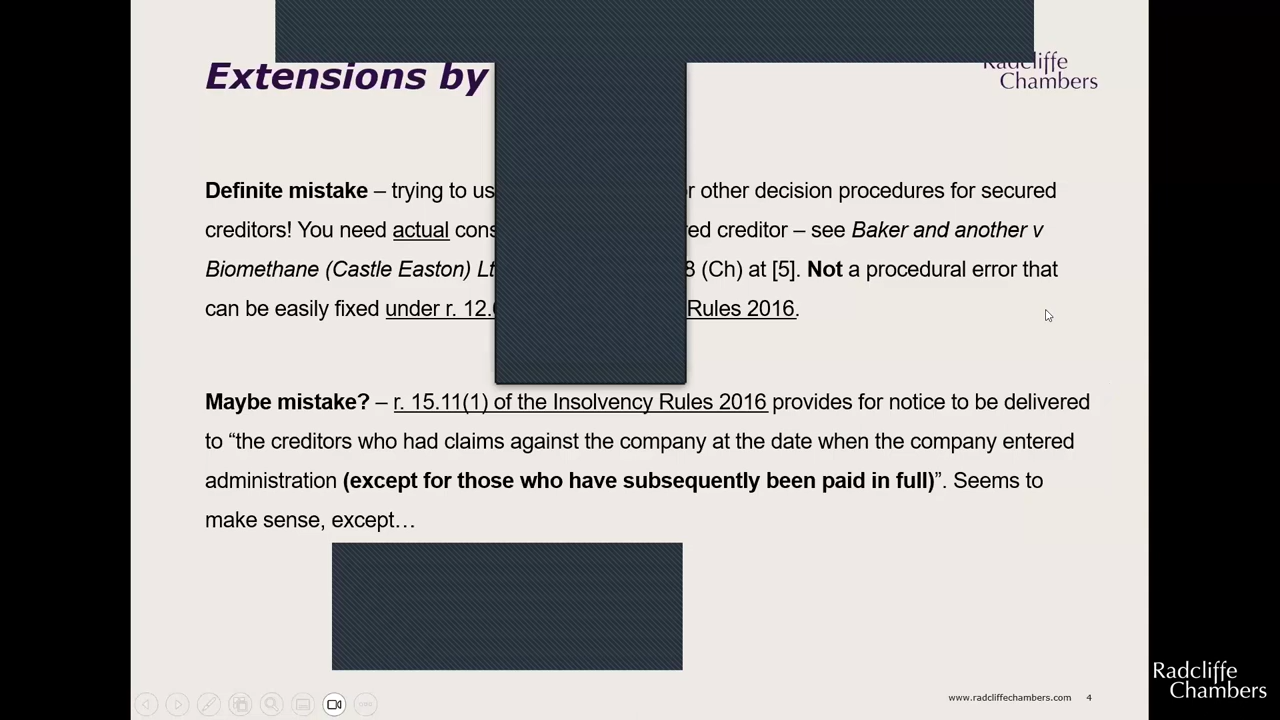 Extensions by
Radcliffe
Chambers
Definite mistake – trying to us r other decision procedures for secured
creditors! You need actual cons red creditor – see Baker and another v
Biomethane (Castle Easton) Lt 8 (Ch) at [5]. Not a procedural error that
can be easily fixed under r. 12. Rules 2016.
Maybe mistake? – r. 15.11(1) of the Insolvency Rules 2016 provides for notice to be delivered
to “the creditors who had claims against the company at the date when the company entered
administration (except for those who have subsequently been paid in full)”. Seems to
make sense, except…
www.radcliffechambers.com 4
Radcliffe
Chambers